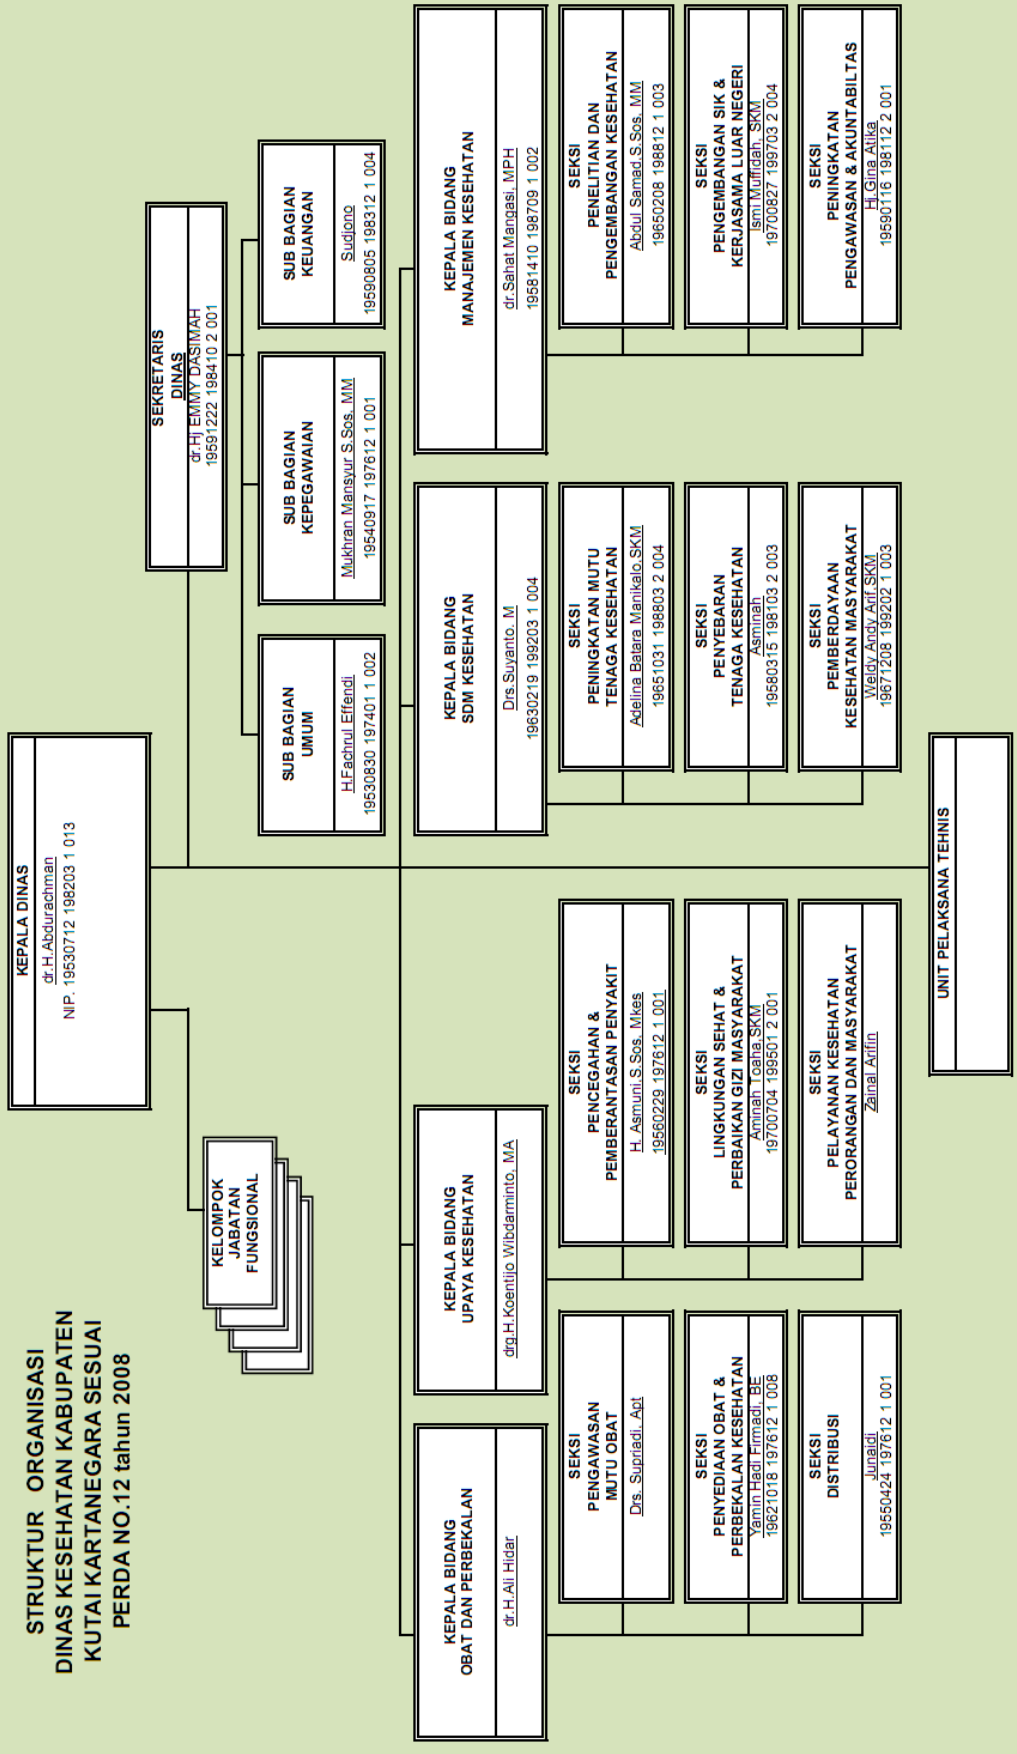 STRUKTUR ORGANISASI
DINAS KESEHATAN KABUPATEN
KUTAI KARTANEGARA SESUAI
PERDA NO.12 tahun 2008
KEPALA DINAS
dr.H.Abdurachman
NIP. 19530712 198203 1 013
KELOMPOK
JABATAN
FUNGSIONAL
SEKRETARIS
DINAS
dr.Hj EMMY DASIMAH
19591222 198410 2 001
SUB BAGIAN
UMUM
H.Fachrul Effendi
19530830 197401 1 002
SUB BAGIAN
KEPEGAWAIAN
Mukhran Mansyur S.Sos, MM
19540917 197612 1 001
SUB BAGIAN
KEUANGAN
Sudjono
19590805 198312 1 004
KEPALA BIDANG
OBAT DAN PERBEKALAN
dr.H.Ali Hidar
SEKSI
PENGAWASAN
MUTU OBAT
Drs. Supriadi, Apt
SEKSI
PENYEDIAAN OBAT &
PERBEKALAN KESEHATAN
Yamin Hadi Firmadi, BE
19621018 197612 1 008
SEKSI
DISTRIBUSI
Junaidi
19550424 197612 1 001
KEPALA BIDANG
UPAYA KESEHATAN
drg.H.Koentijo Wibdarminto, MA
SEKSI
PENCEGAHAN &
PEMBERANTASAN PENYAKIT
H. Asmuni,S.Sos, Mkes
19560229 197612 1 001
SEKSI
LINGKUNGAN SEHAT &
PERBAIKAN GIZI MASYARAKAT
Aminah Toaha,SKM
19700704 199501 2 001
SEKSI
PELAYANAN KESEHATAN
PERORANGAN DAN MASYARAKAT
Zainal Arifin
KEPALA BIDANG
SDM KESEHATAN
Drs.Suyanto. M
19630219 199203 1 004
SEKSI
PENINGKATAN MUTU
TENAGA KESEHATAN
Adelina Batara Manikalo,SKM
19651031 198803 2 004
SEKSI
PENYEBARAN
TENAGA KESEHATAN
Asminah
19580315 198103 2 003
SEKSI
PEMBERDAYAAN
KESEHATAN MASYARAKAT
Weldy Andy Arif,SKM
19671208 199202 1 003
KEPALA BIDANG
MANAJEMEN KESEHATAN
dr.Sahat Mangasi, MPH
19581410 198709 1 002
SEKSI
PENELITIAN DAN
PENGEMBANGAN KESEHATAN
Abdul Samad,S.Sos, MM
19650208 198812 1 003
SEKSI
PENGEMBANGAN SIK &
KERJASAMA LUAR NEGERI
Ismi Muffidah, SKM
19700827 199703 2 004
SEKSI
PENINGKATAN
PENGAWASAN & AKUNTABILTAS
Hj.Gina Atika
19590116 198112 2 001
UNIT PELAKSANA TEHNIS